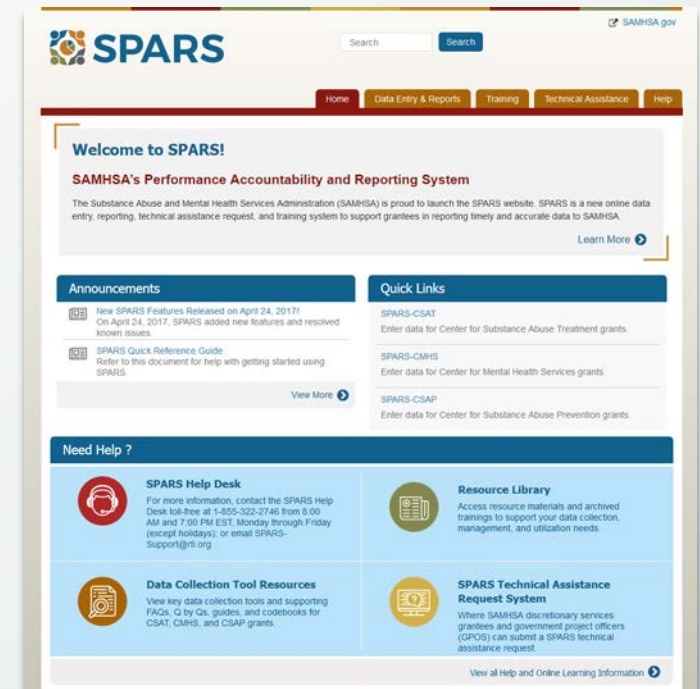 SAMHSA.gov
SPARS
Search
Search
Home
Data Entry & Reports
Training
Technical Assistance
Help
Welcome to SPARS!
SAMHSA's Performance Accountability and Reporting System
The Substance Abuse and Mental Health Services Administration (SAMHSA) is proud to launch the SPARS website. SPARS is a new online data
entry, reporting, technical assistance request, and training system to support grantees in reporting timely and accurate data to SAMHSA.
Learn More
Announcements
New SPARS Features Released on April 24, 2017!
On April 24, 2017, SPARS added new features and resolved
known issues.
SPARS Quick Reference Guide
Refer to this document for help with getting started using
SPARS.
View More
Quick Links
SPARS-CSAT
Enter data for Center for Substance Abuse Treatment grants.
SPARS-CMHS
Enter data for Center for Mental Health Services grants.
SPARS-CSAP
Enter data for Center for Substance Abuse Prevention grants.
Need Help ?
SPARS Help Desk
For more information, contact the SPARS Help
Desk toll-free at 1-855-322-2746 from 8:00
AM and 7:00 PM EST, Monday through Friday
(except holidays); or email SPARS-
Support@rti.org
Resource Library
Access resource materials and archived
trainings to support your data collection,
management, and utilization needs.
Data Collection Tool Resources
View key data collection tools and supporting
FAQs, Q by Qs, guides, and codebooks for
CSAT, CMHS, and CSAP grants.
SPARS Technical Assistance
Request System
Where SAMHSA discretionary services
grantees and government project officers
(GPOS) can submit a SPARS technical
assistance request.
View all Help and Online Learning Information